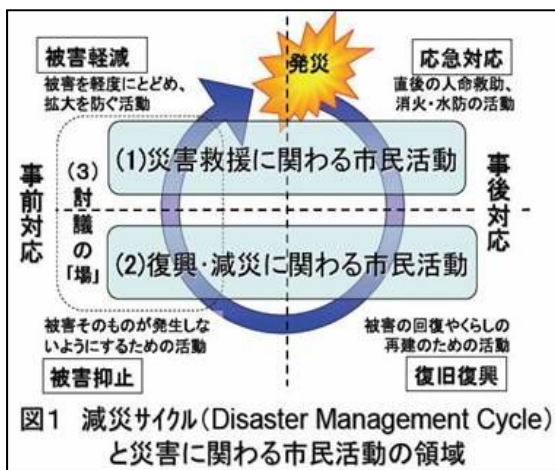 被害軽減
被害を軽度にとどめ、
拡大を防ぐ活動
発災
応急対応
直後の人命救助、
消火・水防の活動
事前対応
(3)討議の「場」
(1)災害救援に関わる市民活動
(2)復興・減災に関わる市民活動
事後対応
被害そのものが発生しな
いようにするための活動
被害抑止
被害の回復やくらしの
再建のための活動
復旧復興
図1 減災サイクル(Disaster Management Cycle)
と災害に関わる市民活動の領域